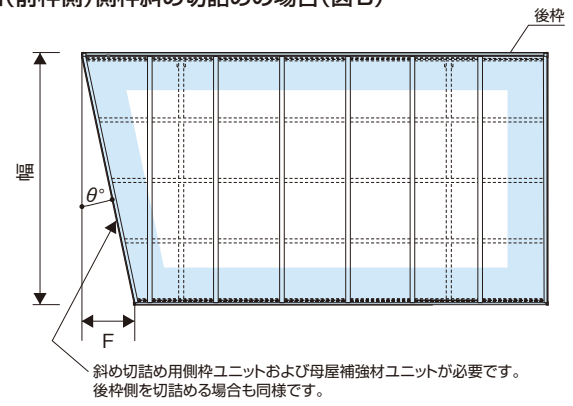 (前枠側)側枠斜め切詰めの場合(図
後枠
幅
θ°
F
斜め切詰め用側枠ユニットおよび母屋補強材ユニットが必要です。
後枠側を切詰める場合も同様です。